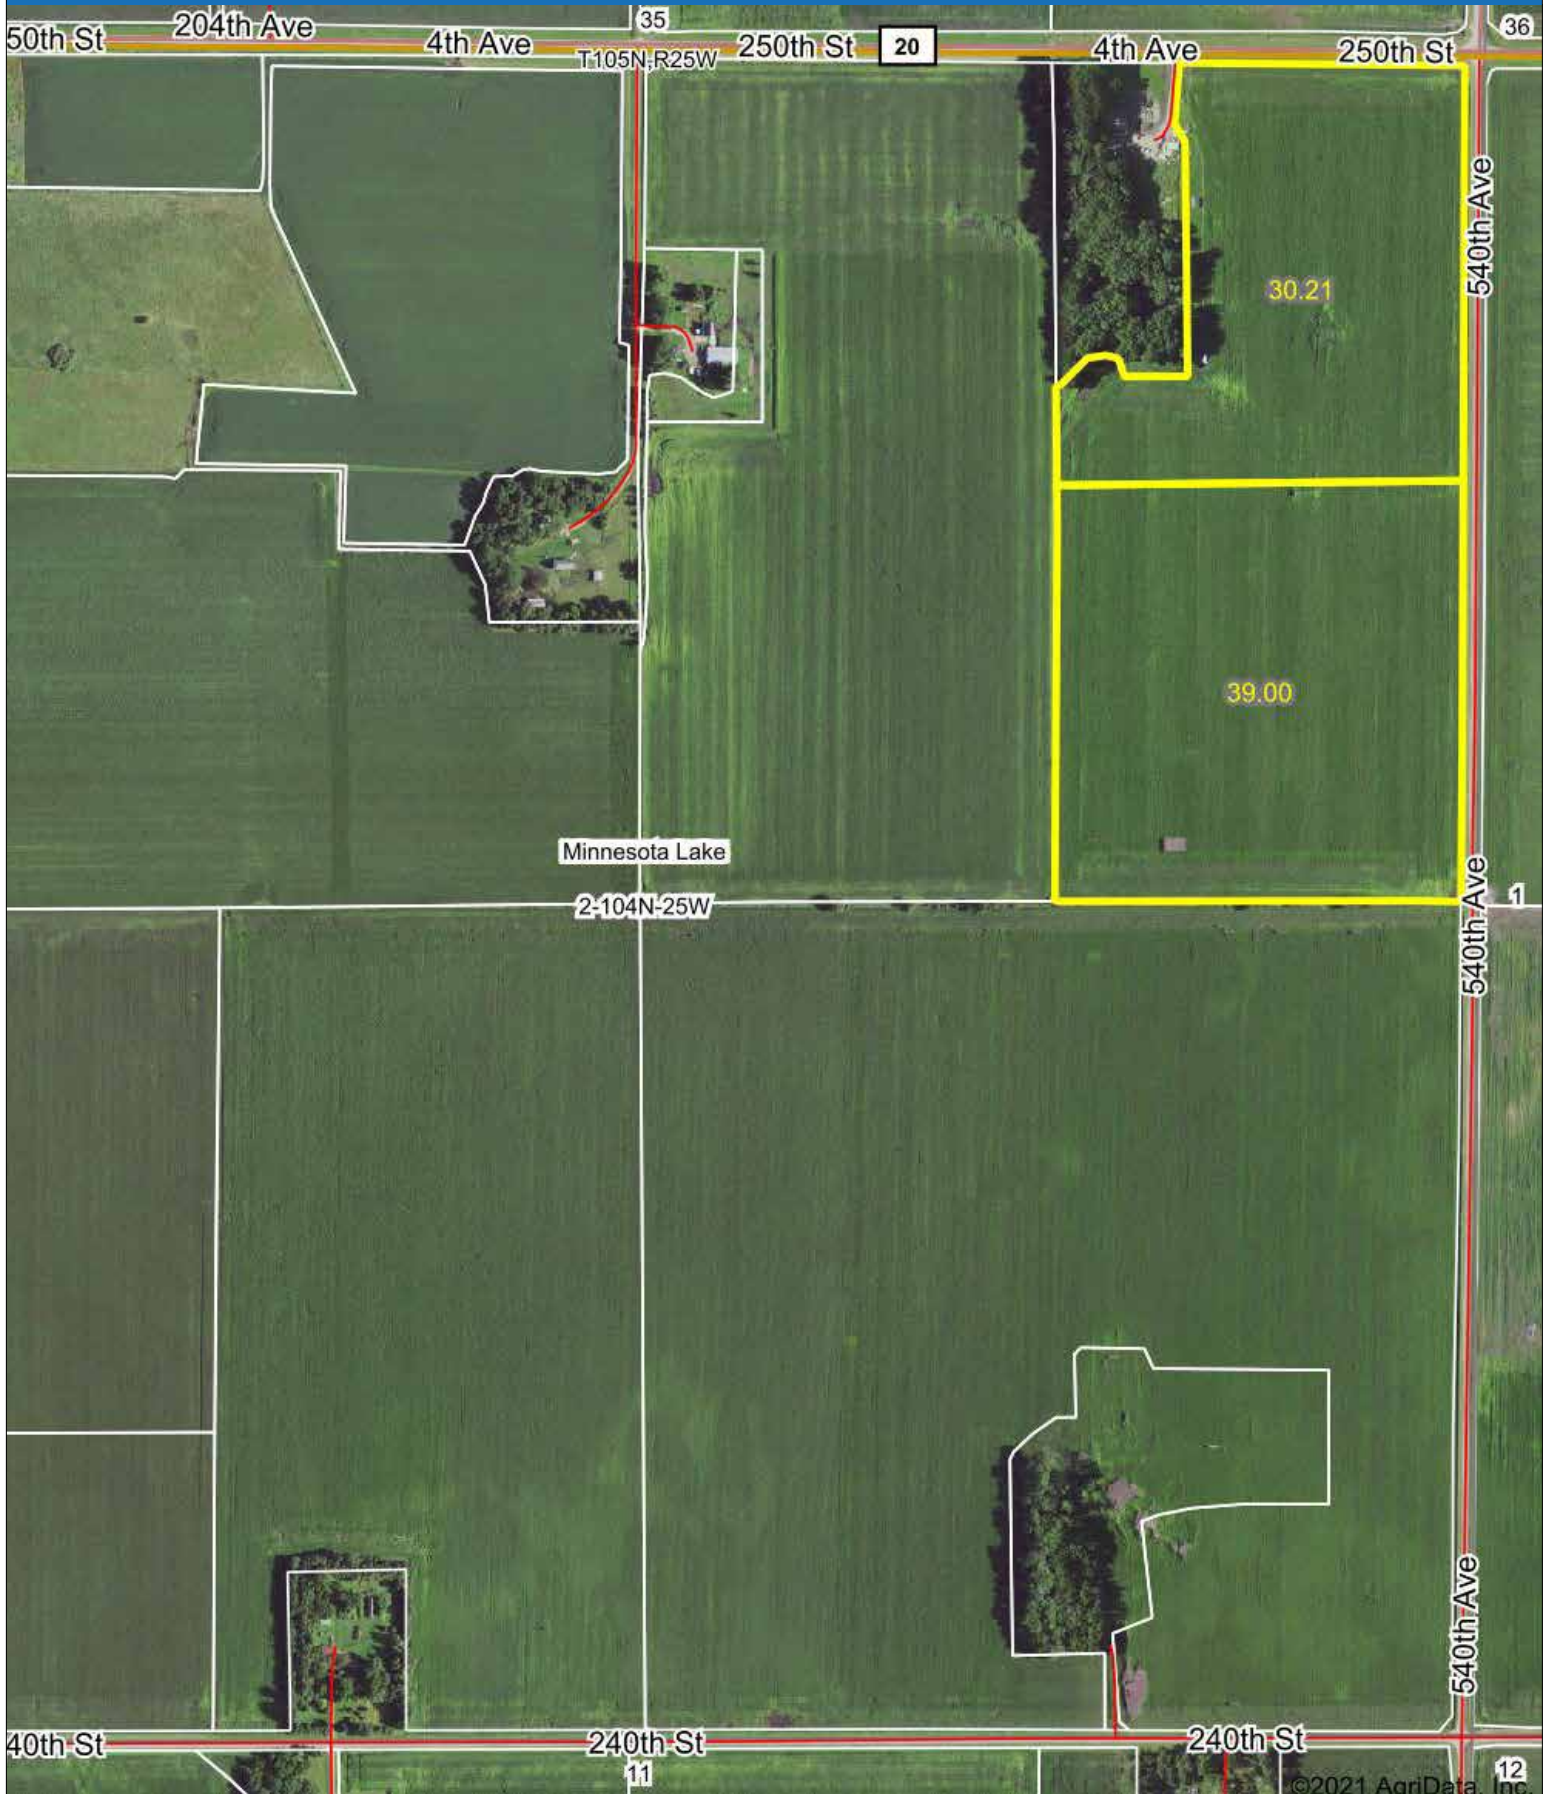 35
36
50th St
204th Ave
4th Ave
250th St
20
4th Ave
250th St
T105N,R25W
540th Ave
30.21
39.00
Minnesota Lake
2-104N-25W
540th Ave
1
540th Ave
40th St
240th St
240th St
11
12
©2021 AgriData, Inc.